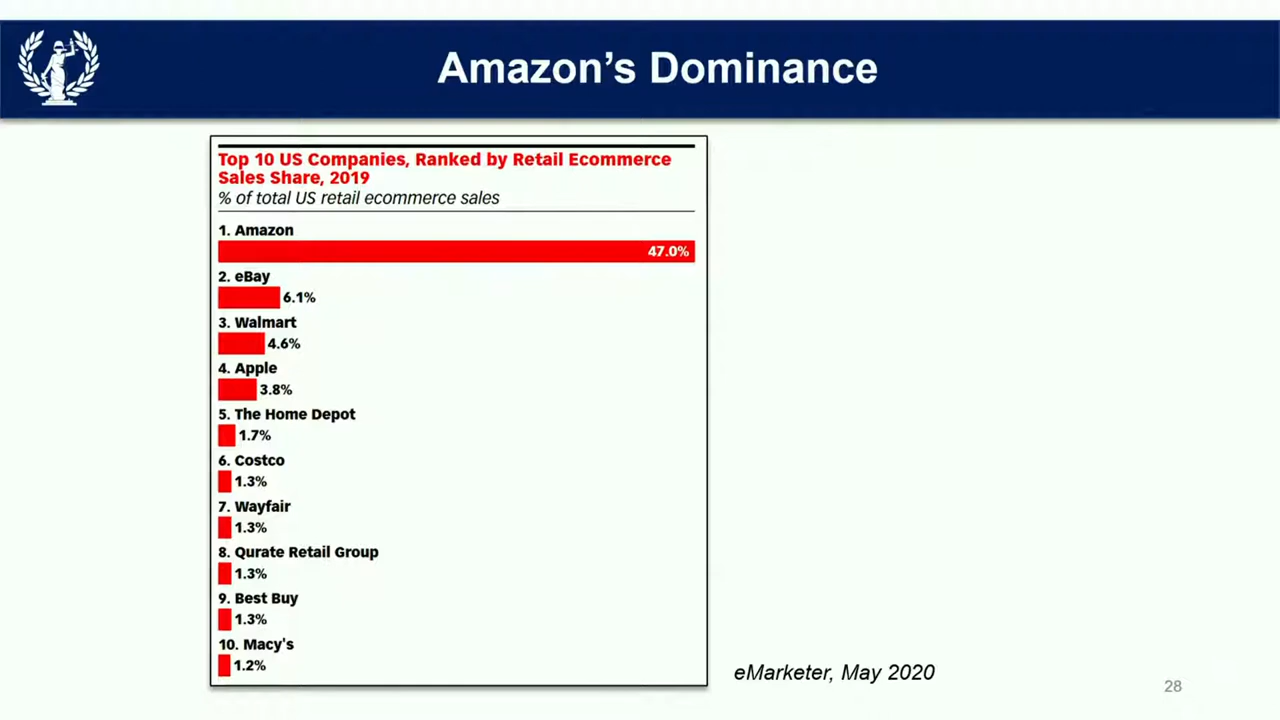 Amazon’s Dominance
Top 10 US Companies, Ranked by Retail Ecommerce
Sales Share, 2019
% of total US retail ecommerce sales
1. Amazon
47.0%
2. eBay
6.1%
3. Walmart
4.6%
4. Apple
3.8%
5. The Home Depot
1.7%
6. Costco
1.3%
7. Wayfair
1.3%
8. Qurate Retail Group
1.3%
9. Best Buy
1.3%
10. Macy's
1.2%
eMarketer, May 2020
28